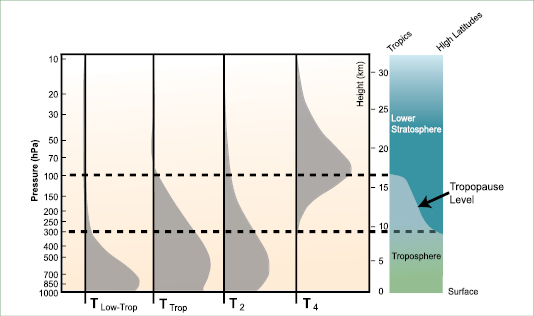 Tropics
High Latitudes
Pressure (hPa)
10
20
30
50
70
100
150
200
250
300
400
500
700
850
1000
Height (km)
30
25
20
15
10
5
0
Lower
Stratosphere
Tropopause
Level
Troposphere
Surface
T Low-Trop
T Trop
T 2
T 4